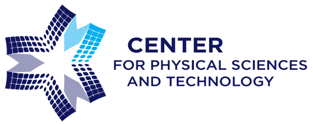 CENTER
FOR PHYSICAL SCIENCES
AND TECHNOLOGY